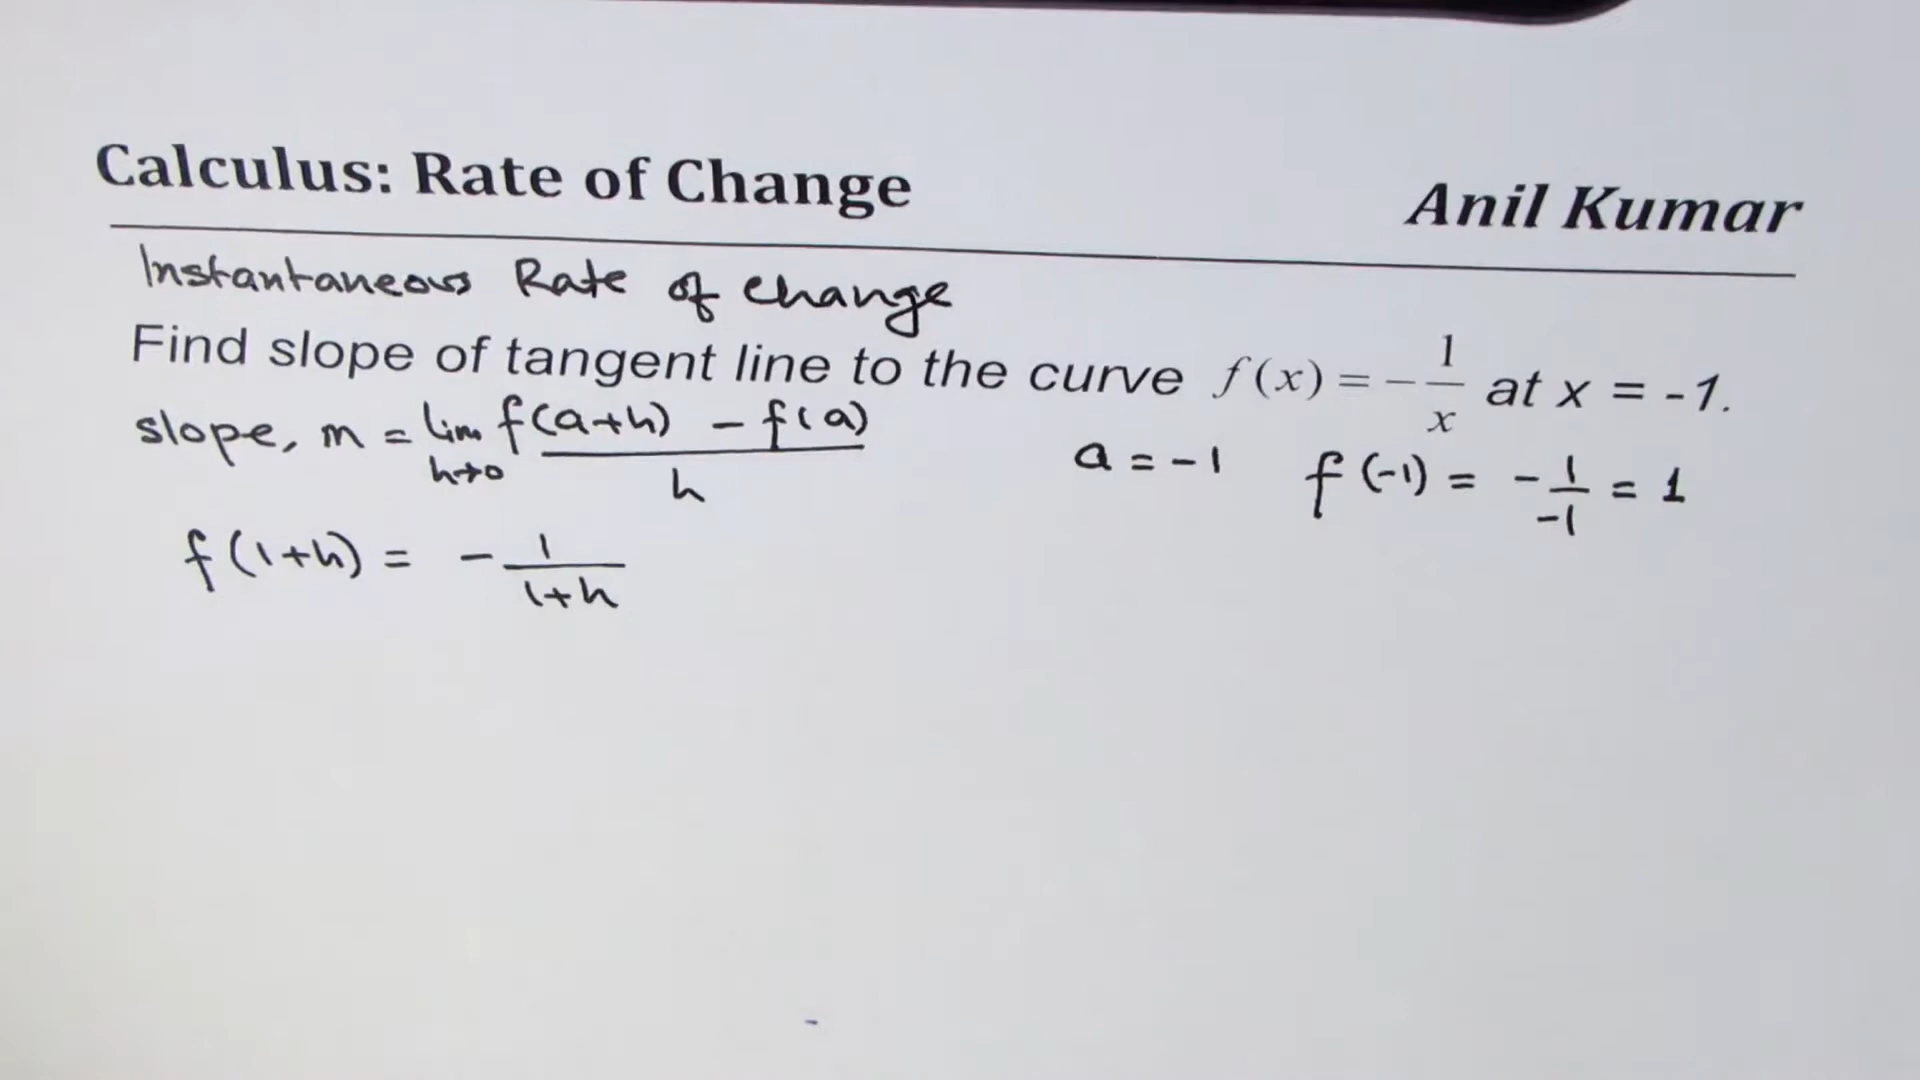 Calculus: Rate of Change
Anil Kumar
Instantaneous Rate of change
Find slope of tangent line to the curve f(x) = -1/x at x = -1.
slope, m = lim h→0 (f(a+h) - f(a))/h
a = -1 f(-1) = -1/-1 = 1
f(1+h) = -1/(1+h)